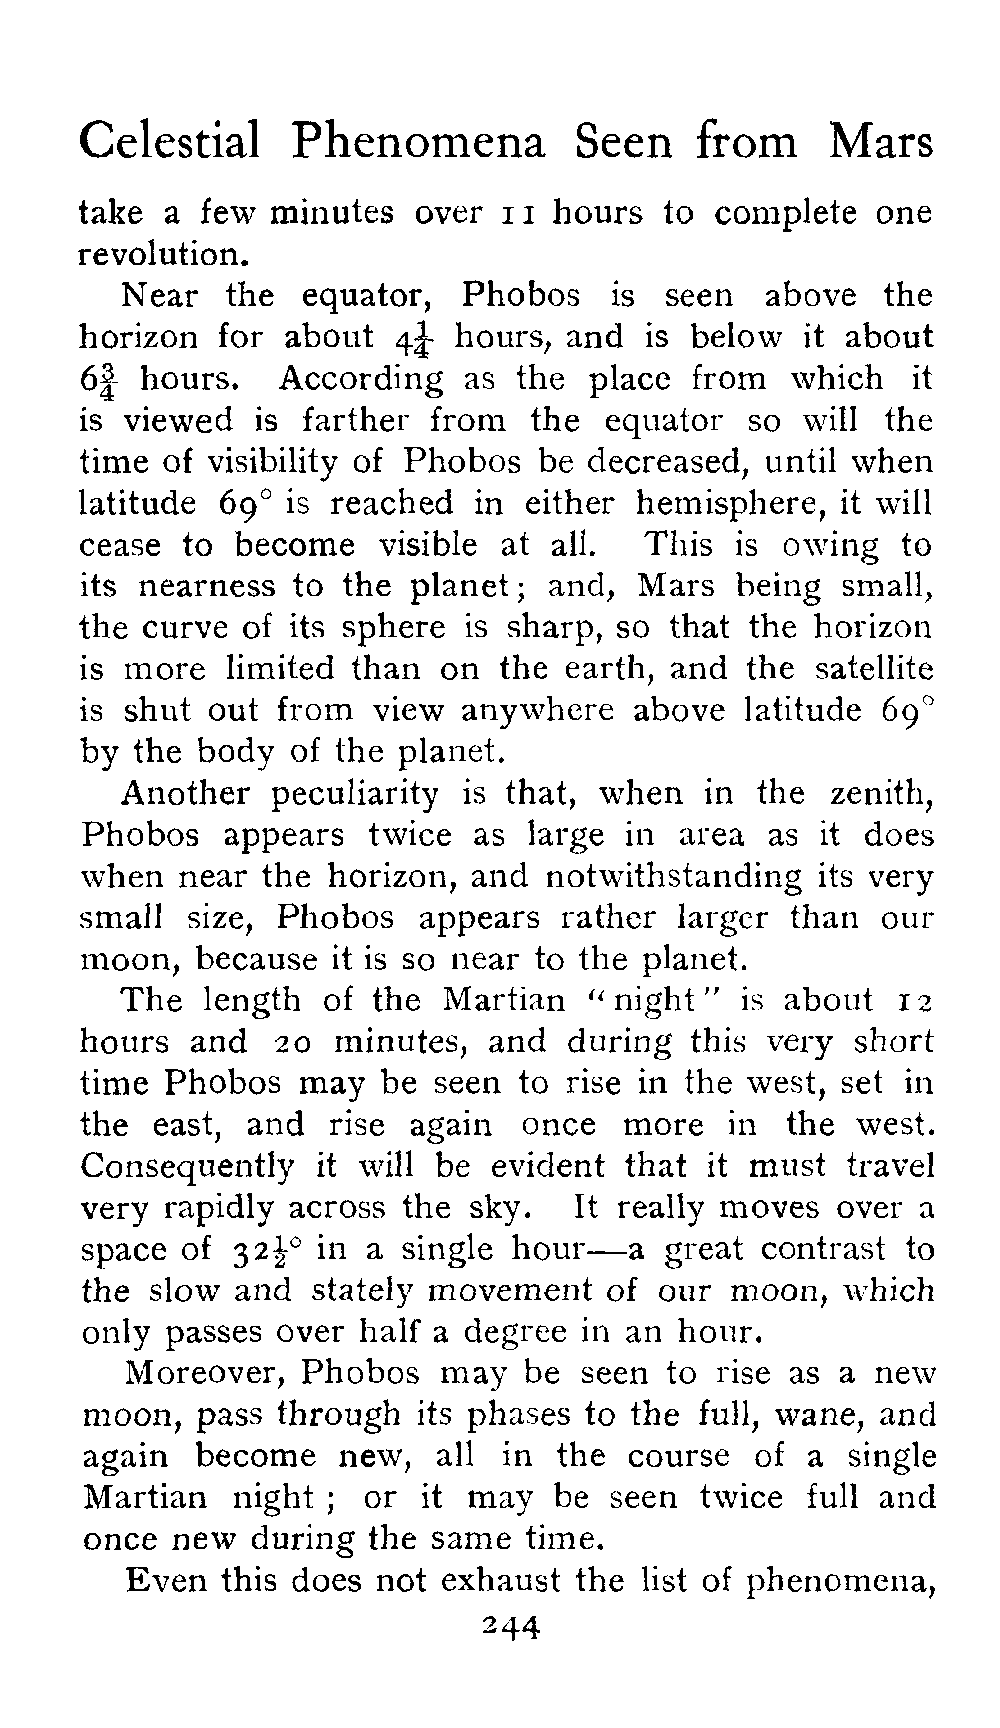 Celestial Phenomena Seen from Mars
take a few minutes over 11 hours to complete one
revolution.
Near the equator, Phobos is seen above the
horizon for about 4¼ hours, and is below it about
6¾ hours. According as the place from which it
is viewed is farther from the equator so will the
time of visibility of Phobos be decreased, until when
latitude 69° is reached in either hemisphere, it will
cease to become visible at all. This is owing to
its nearness to the planet; and, Mars being small,
the curve of its sphere is sharp, so that the horizon
is more limited than on the earth, and the satellite
is shut out from view anywhere above latitude 69°
by the body of the planet.
Another peculiarity is that, when in the zenith,
Phobos appears twice as large in area as it does
when near the horizon, and notwithstanding its very
small size, Phobos appears rather larger than our
moon, because it is so near to the planet.
The length of the Martian "night" is about 12
hours and 20 minutes, and during this very short
time Phobos may be seen to rise in the west, set in
the east, and rise again once more in the west.
Consequently it will be evident that it must travel
very rapidly across the sky. It really moves over a
space of 32½° in a single hour—a great contrast to
the slow and stately movement of our moon, which
only passes over half a degree in an hour.
Moreover, Phobos may be seen to rise as a new
moon, pass through its phases to the full, wane, and
again become new, all in the course of a single
Martian night; or it may be seen twice full and
once new during the same time.
Even this does not exhaust the list of phenomena,
244